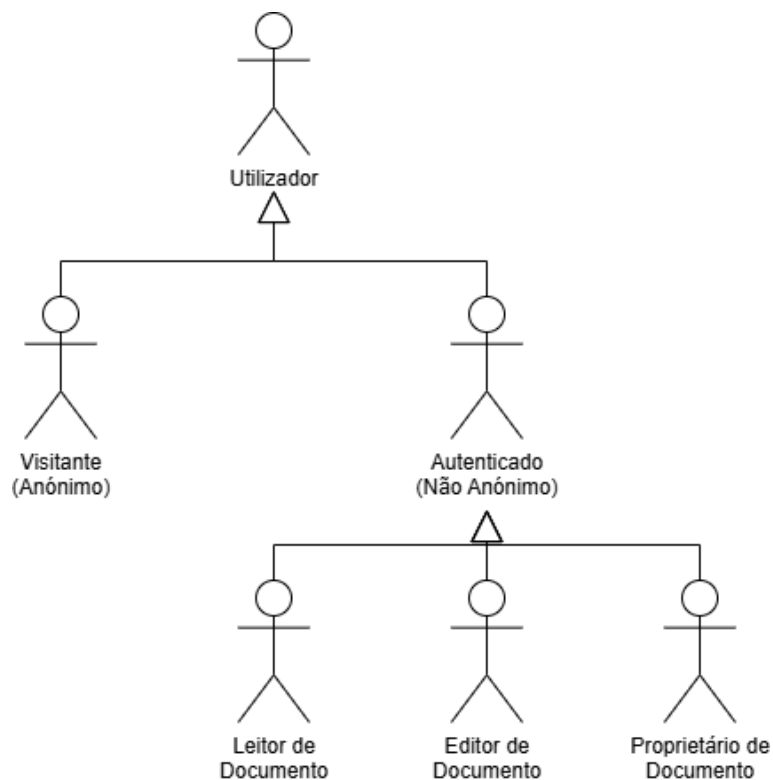 Utilizador
Visitante
(Anónimo)
Autenticado
(Não Anónimo)
Leitor de
Documento
Editor de
Documento
Proprietário de
Documento